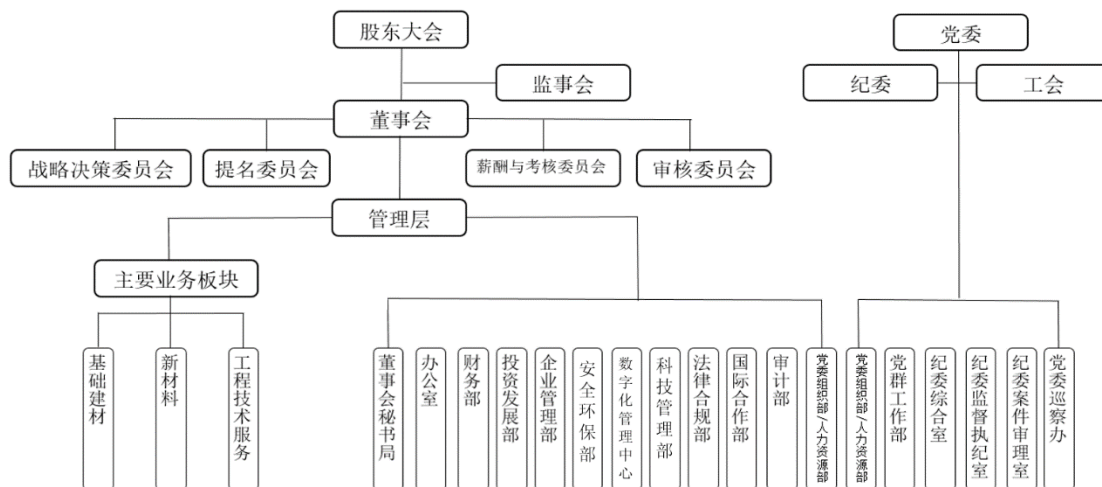 股东大会
党委
监事会
纪委
工会
董事会
战略决策委员会
提名委员会
薪酬与考核委员会
审核委员会
管理层
主要业务板块
基础建材
新材料
工程技术服务
董事会秘书局
办公室
财务部
投资发展部
企业管理部
安全环保部
数字化管理中心
科技管理部
法律合规部
国际合作部
审计部
党委组织部/人力资源部
党委组织部/人力资源部
党群工作部
纪委综合室
纪委监督执纪室
纪委案件审理室
党委巡察办